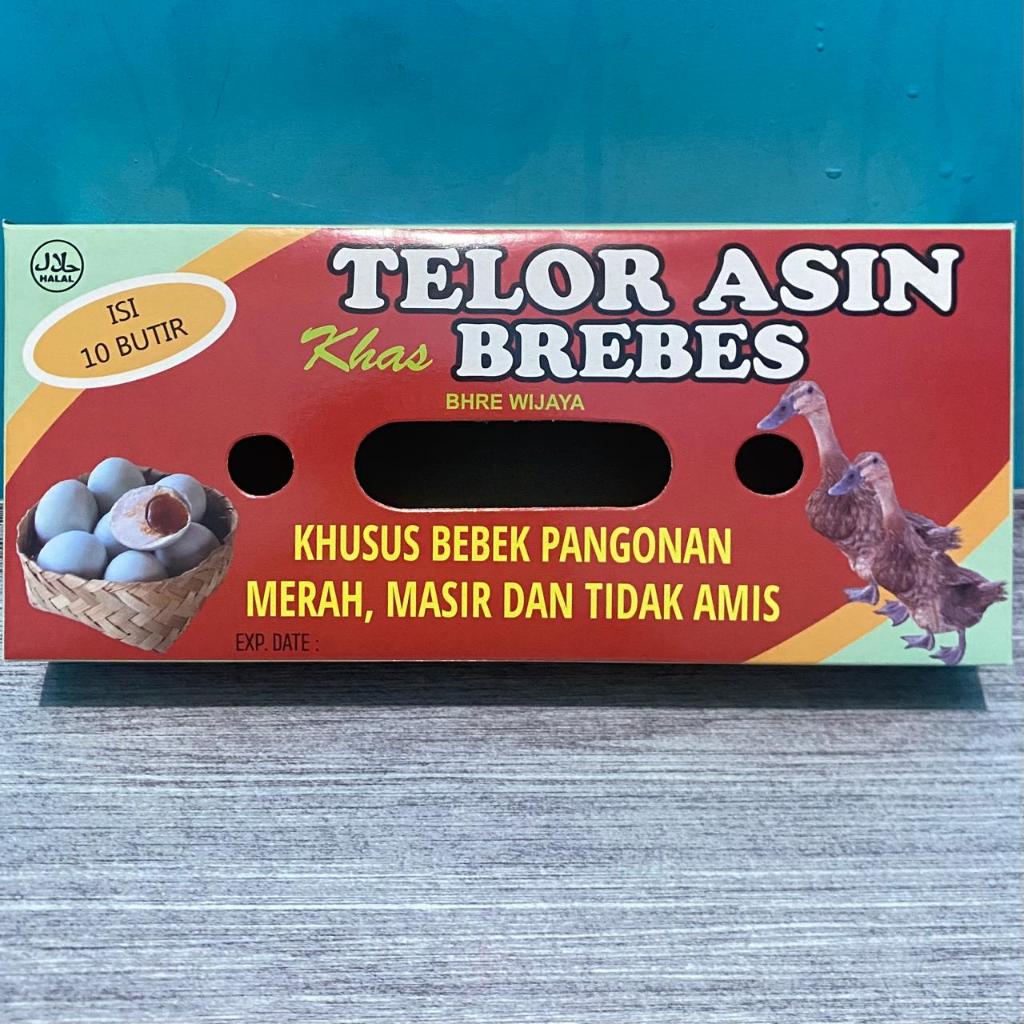 حلال
HALAL
ISI
10 BUTIR
TELOR ASIN
Khas BREBES
BHRE WIJAYA
KHUSUS BEBEK PANGONAN
MERAH, MASIR DAN TIDAK AMIS
EXP. DATE :